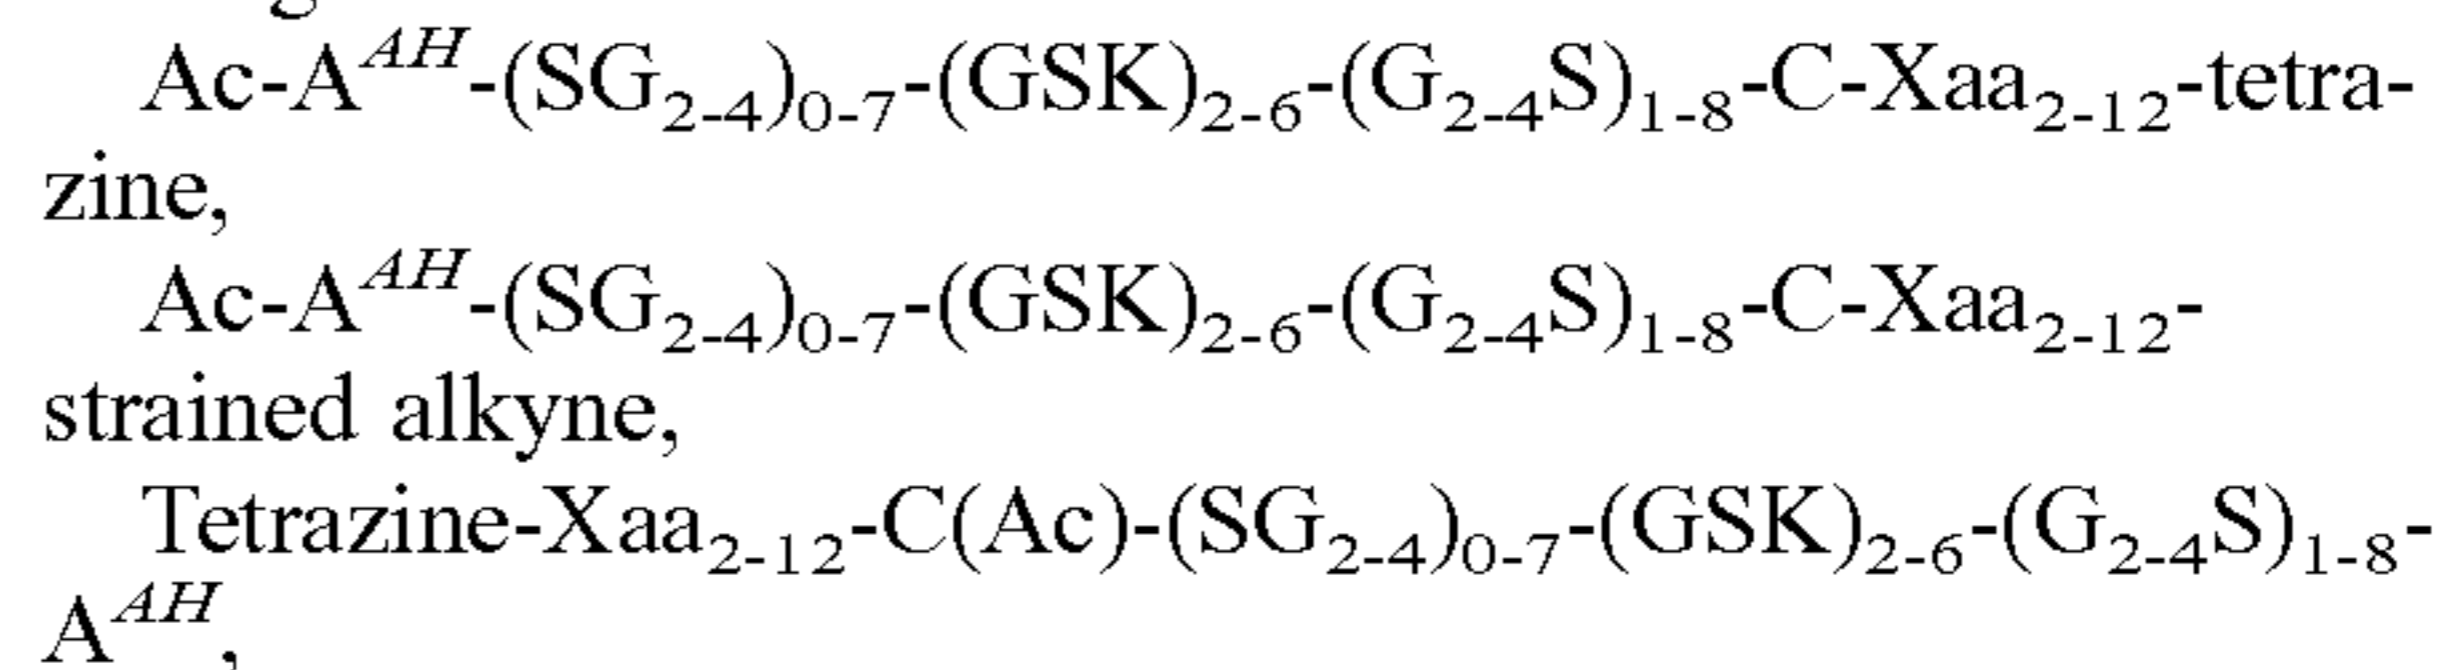 Ac-A^AH-(SG₂₋₄)₀₋₇-(GSK)₂₋₆-(G₂₋₄S)₁₋₈-C-Xaa₂₋₁₂-tetra-
zine,
Ac-A^AH-(SG₂₋₄)₀₋₇-(GSK)₂₋₆-(G₂₋₄S)₁₋₈-C-Xaa₂₋₁₂-
strained alkyne,
Tetrazine-Xaa₂₋₁₂-C(Ac)-(SG₂₋₄)₀₋₇-(GSK)₂₋₆-(G₂₋₄S)₁₋₈-
A^AH,